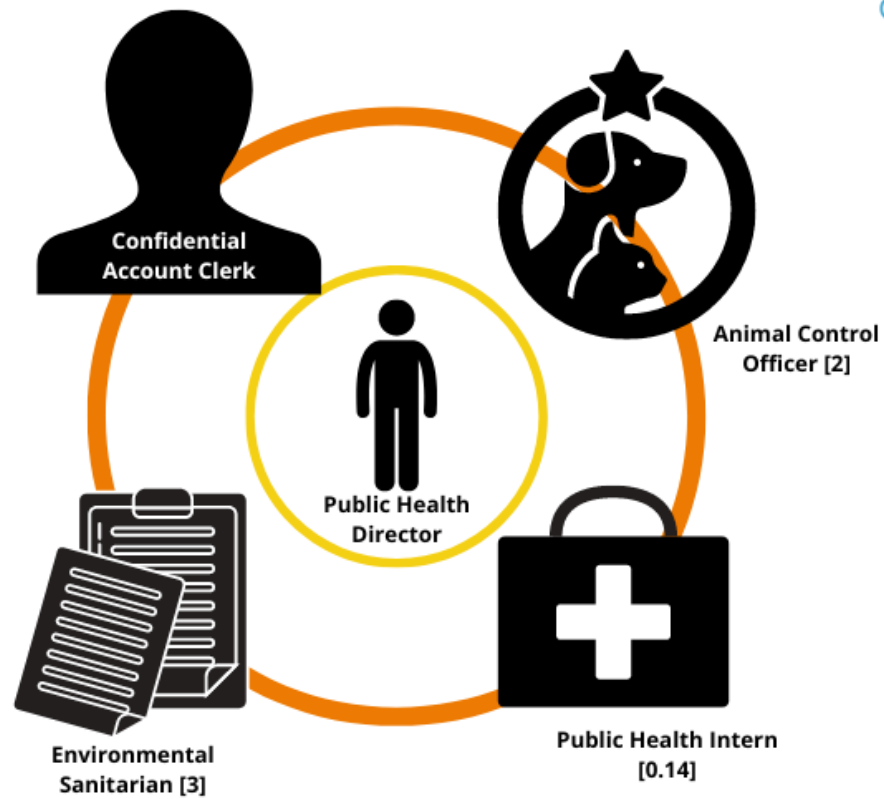 Confidential
Account Clerk
Animal Control
Officer [2]
Public Health
Director
Environmental
Sanitarian [3]
Public Health Intern
[0.14]